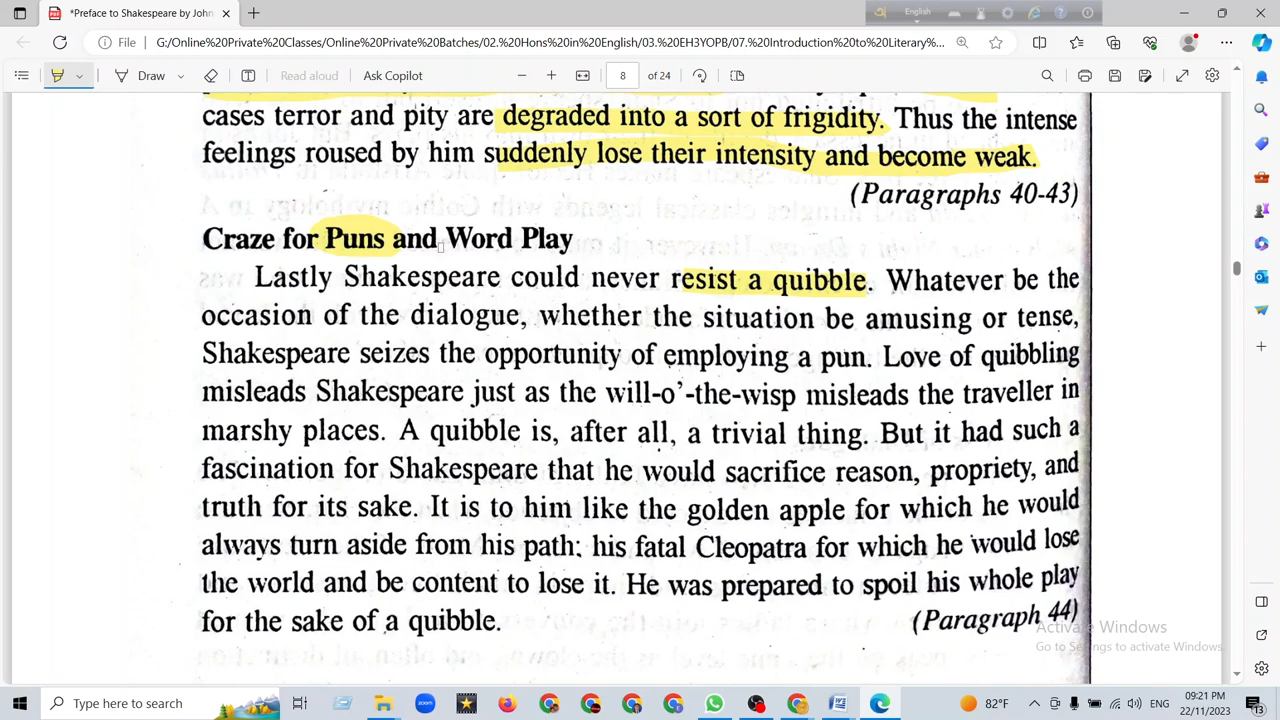 *Preface to Shakespeare by John
English
File
G:/Online%20Private%20Classes/Online%20Private%20Batches/02.%20Hons%20in%20English/03.%20EH3YOPB/07.%20Introduction%20to%20Literary%...
Draw
Read aloud
Ask Copilot
8 of 24
cases terror and pity are degraded into a sort of frigidity. Thus the intense
feelings roused by him suddenly lose their intensity and become weak.
(Paragraphs 40-43)
Craze for Puns and Word Play
Lastly Shakespeare could never resist a quibble. Whatever be the
occasion of the dialogue, whether the situation be amusing or tense,
Shakespeare seizes the opportunity of employing a pun. Love of quibbling
misleads Shakespeare just as the will-o'-the-wisp misleads the traveller in
marshy places. A quibble is, after all, a trivial thing. But it had such a
fascination for Shakespeare that he would sacrifice reason, propriety, and
truth for its sake. It is to him like the golden apple for which he would
always turn aside from his path: his fatal Cleopatra for which he would lose
the world and be content to lose it. He was prepared to spoil his whole play
for the sake of a quibble.
(Paragraph 44)
Activate Windows
Go to Settings to activate Windows.
Type here to search
zoom
82°F
ENG
09:21 PM
22/11/2023
13